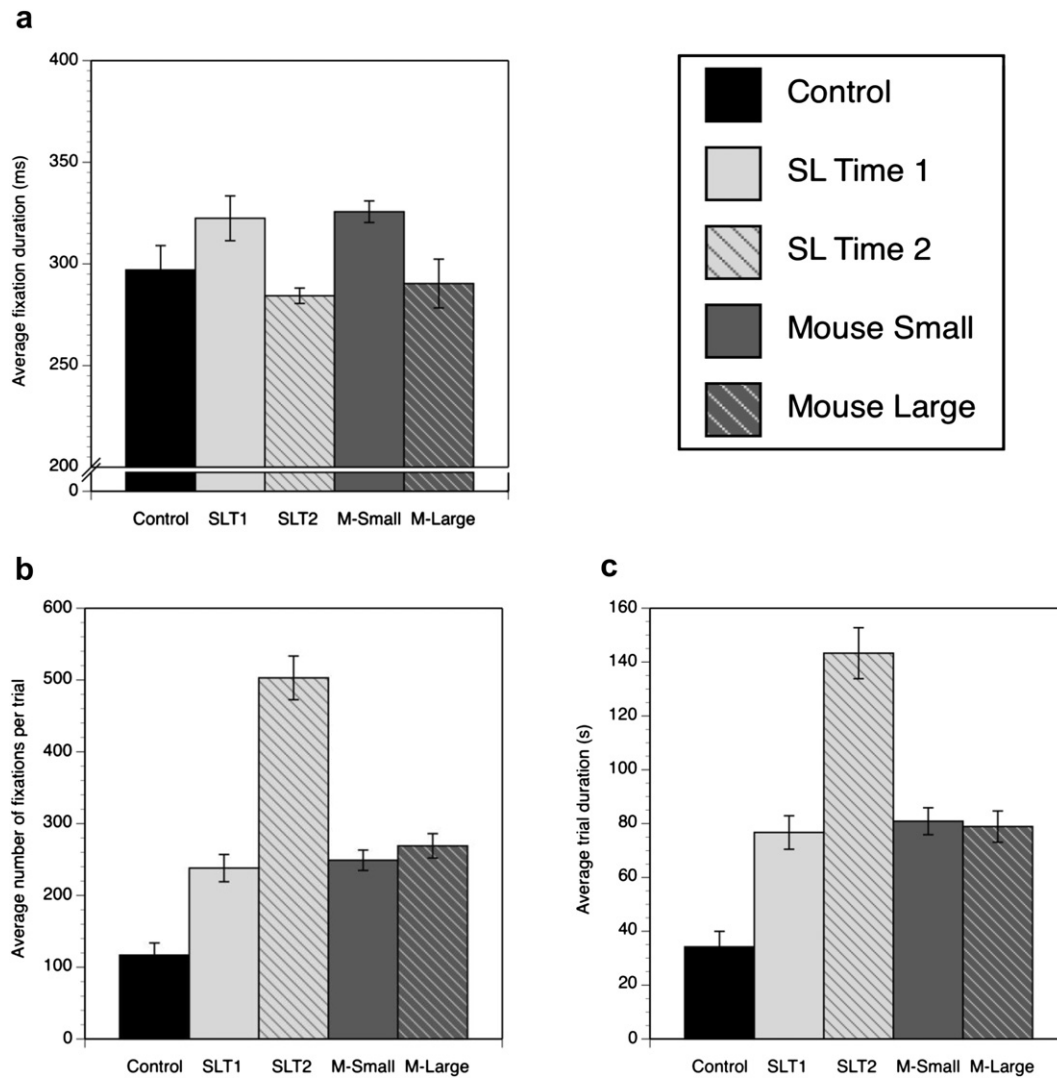 a
400
350
300
250
200
0
Average fixation duration (ms)
Control SLT1 SLT2 M-Small M-Large
Control
SL Time 1
SL Time 2
Mouse Small
Mouse Large
b
600
500
400
300
200
100
0
Average number of fixations per trial
Control SLT1 SLT2 M-Small M-Large
c
160
140
120
100
80
60
40
20
0
Average trial duration (s)
Control SLT1 SLT2 M-Small M-Large